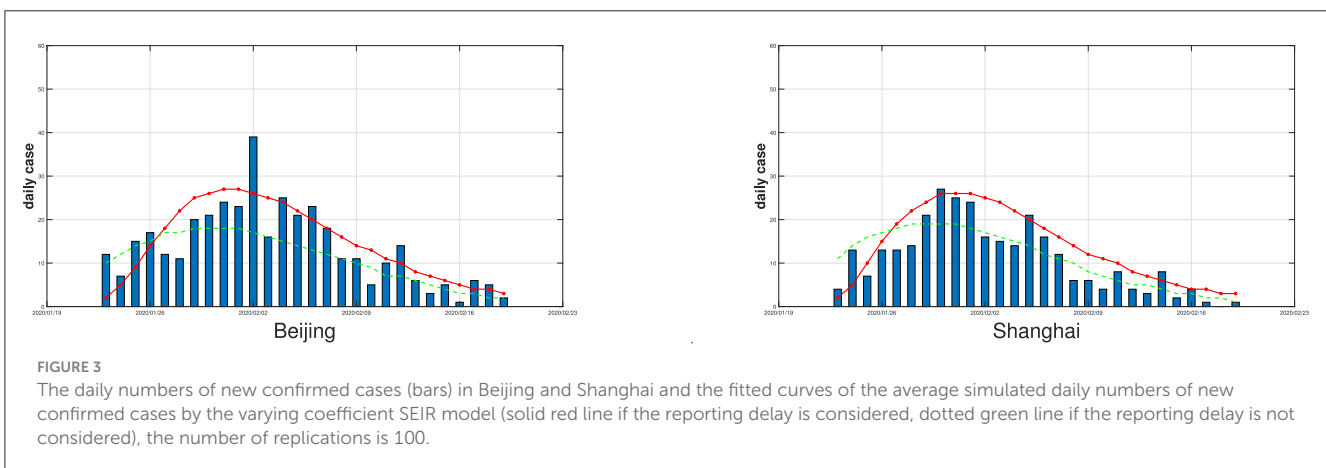 60
50
40
30
20
10
0
daily case
2020/01/19 2020/01/26 2020/02/02 2020/02/09 2020/02/16 2020/02/23
Beijing
60
50
40
30
20
10
0
daily case
2020/01/19 2020/01/26 2020/02/02 2020/02/09 2020/02/16 2020/02/23
Shanghai
FIGURE 3
The daily numbers of new confirmed cases (bars) in Beijing and Shanghai and the fitted curves of the average simulated daily numbers of new
confirmed cases by the varying coefficient SEIR model (solid red line if the reporting delay is considered, dotted green line if the reporting delay is not
considered), the number of replications is 100.